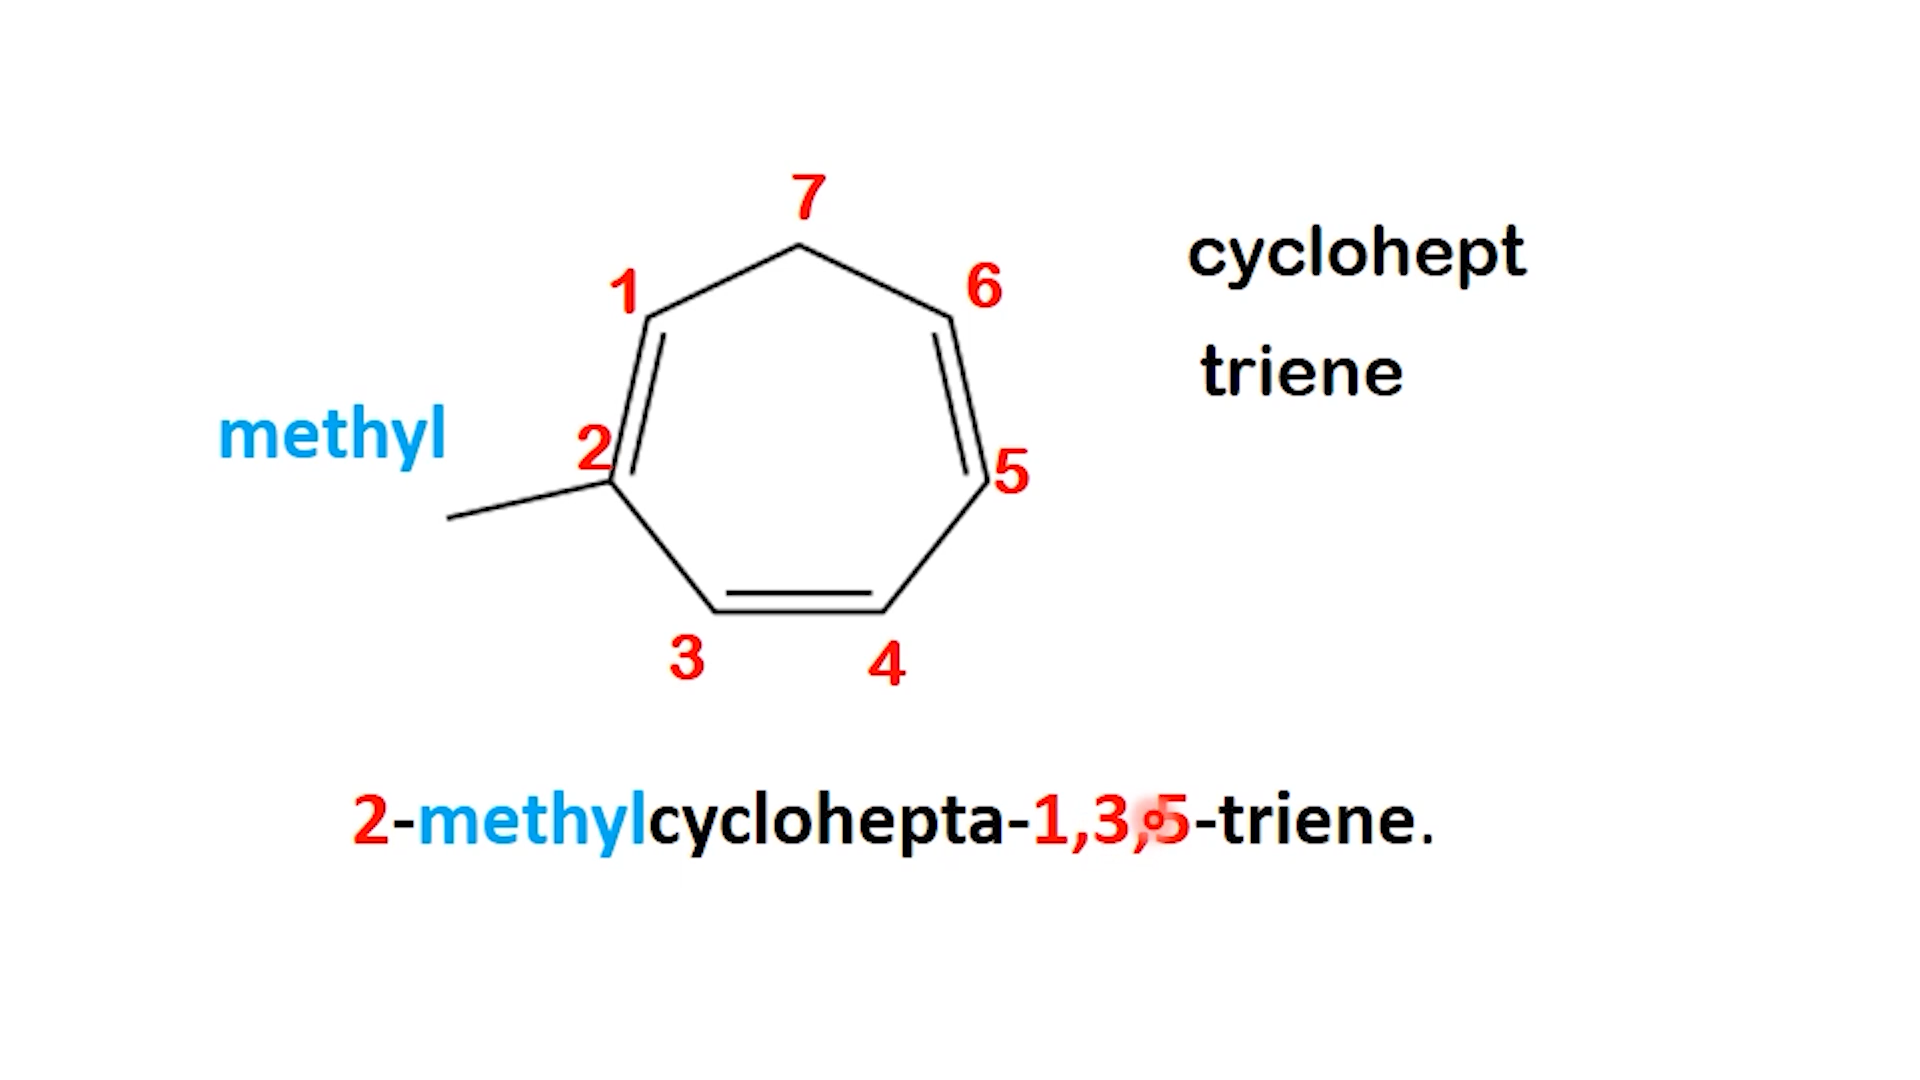 7
1
6
cyclohept
triene
methyl
2
5
3
4
2-methylcyclohepta-1,3,5-triene.